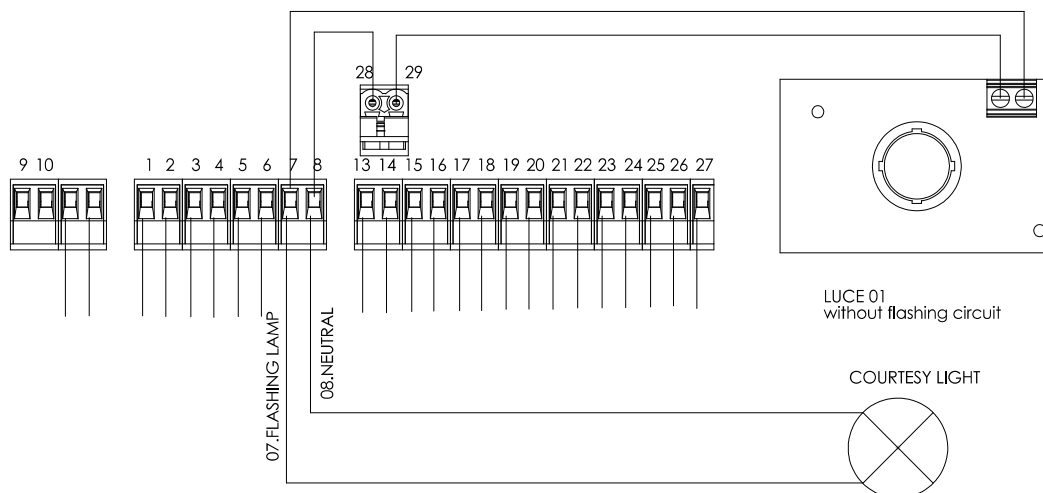 28 29
9 10 1 2 3 4 5 6 7 8 13 14 15 16 17 18 19 20 21 22 23 24 25 26 27
LUCE 01
without flashing circuit
07.FLASHING LAMP
08.NEUTRAL
COURTESY LIGHT